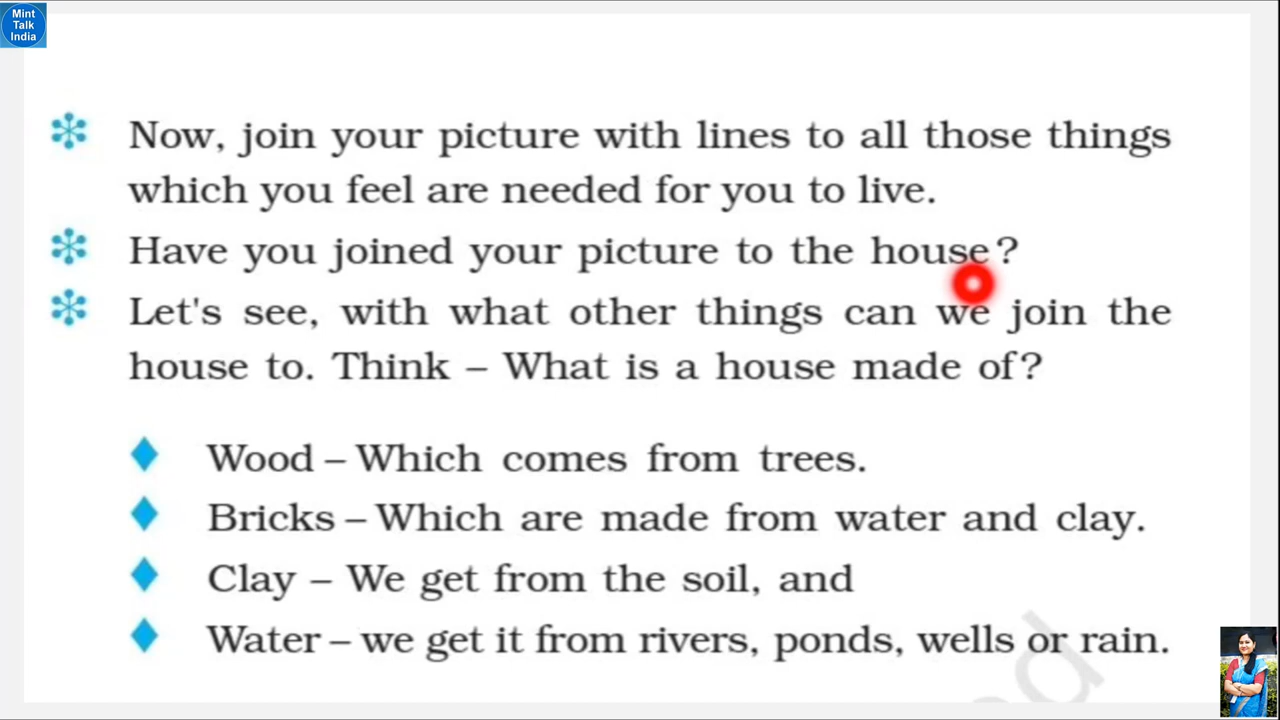 Mint
Talk
India
Now, join your picture with lines to all those things
which you feel are needed for you to live.
Have you joined your picture to the house?
Let's see, with what other things can we join the
house to. Think – What is a house made of?
Wood – Which comes from trees.
Bricks – Which are made from water and clay.
Clay – We get from the soil, and
Water – we get it from rivers, ponds, wells or rain.